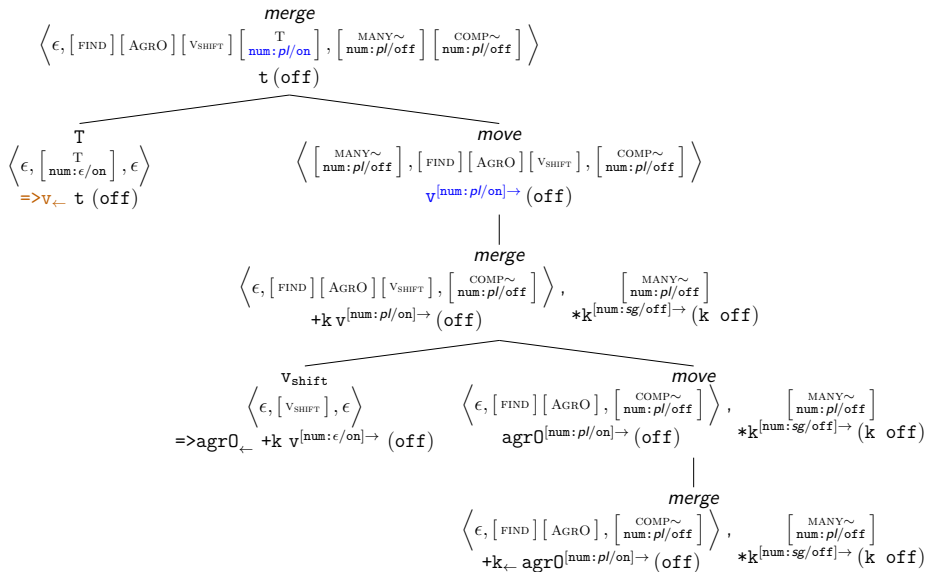 merge
⟨ϵ, [FIND] [AGRO] [VSHIFT] [T num:pl/on], [MANY~ num:pl/off] [COMP~ num:pl/off]⟩
t (off)
T
⟨ϵ, [T num:ϵ/on], ϵ⟩
=>v← t (off)
move
⟨[MANY~ num:pl/off], [FIND] [AGRO] [VSHIFT], [COMP~ num:pl/off]⟩
v[num:pl/on]→ (off)
merge
⟨ϵ, [FIND] [AGRO] [VSHIFT], [COMP~ num:pl/off]⟩, [MANY~ num:pl/off]
+k v[num:pl/on]→ (off) *k[num:sg/off]→ (k off)
vshift
⟨ϵ, [VSHIFT], ϵ⟩
=>agrO← +k v[num:ϵ/on]→ (off)
move
⟨ϵ, [FIND] [AGRO], [COMP~ num:pl/off]⟩, [MANY~ num:pl/off]
agrO[num:pl/on]→ (off) *k[num:sg/off]→ (k off)
merge
⟨ϵ, [FIND] [AGRO], [COMP~ num:pl/off]⟩, [MANY~ num:pl/off]
+k← agrO[num:pl/on]→ (off) *k[num:sg/off]→ (k off)